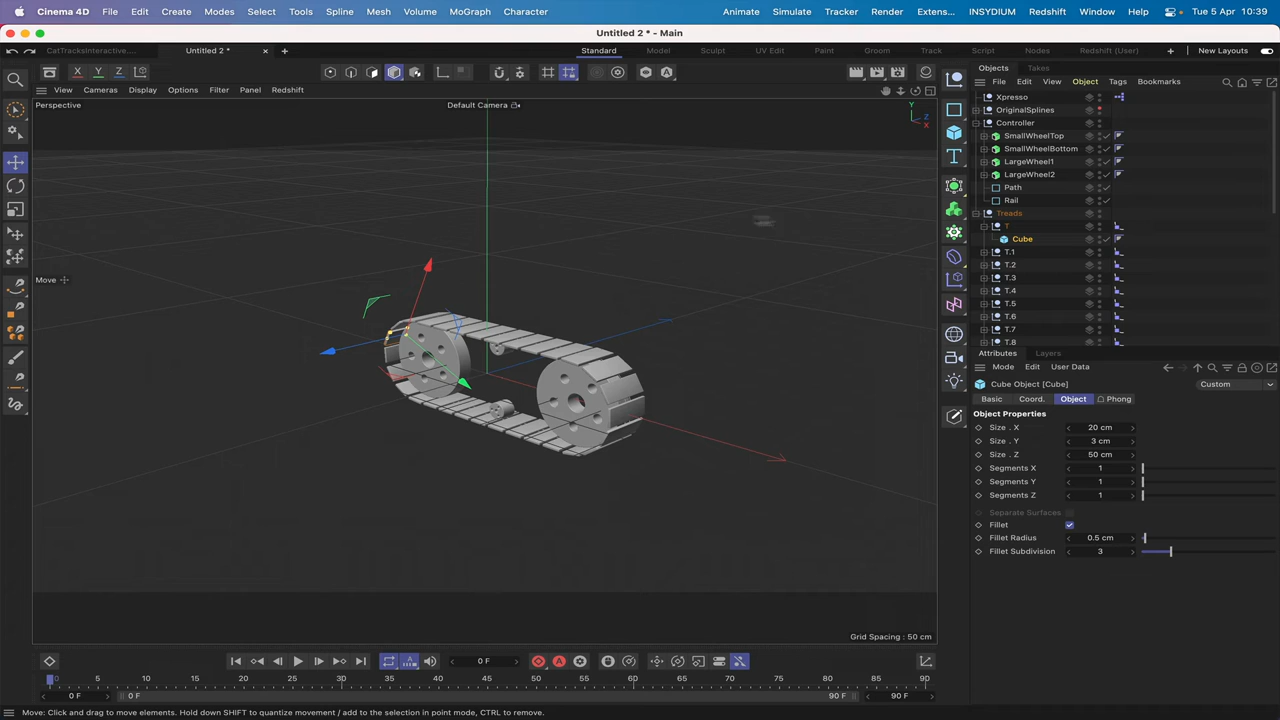 Cinema 4D File Edit Create Modes Select Tools Spline Mesh Volume MoGraph Character Animate Simulate Tracker Render Extens... INSYDIUM Redshift Window Help Tue 5 Apr 10:39
Untitled 2 * - Main
CatTracksInteractive.... Untitled 2 * Standard Model Sculpt UV Edit Paint Groom Track Script Nodes Redshift (User) New Layouts
X Y Z
Objects Takes
File Edit View Object Tags Bookmarks
View Cameras Display Options Filter Panel Redshift
Perspective
Default Camera
Y
Z
X
Move
Xpresso
OriginalSplines
Controller
SmallWheelTop
SmallWheelBottom
LargeWheel1
LargeWheel2
Path
Rail
Treads
T
Cube
T.1
T.2
T.3
T.4
T.5
T.6
T.7
T.8
Attributes Layers
Mode Edit User Data
Cube Object [Cube]
Custom
Basic Coord. Object Phong
Object Properties
Size . X 20 cm
Size . Y 3 cm
Size . Z 50 cm
Segments X 1
Segments Y 1
Segments Z 1
Separate Surfaces
Fillet
Fillet Radius 0.5 cm
Fillet Subdivision 3
Grid Spacing : 50 cm
0 F
0 5 10 15 20 25 30 35 40 45 50 55 60 65 70 75 80 85 90
0 F 0 F 90 F 90 F
Move: Click and drag to move elements. Hold down SHIFT to quantize movement / add to the selection in point mode, CTRL to remove.